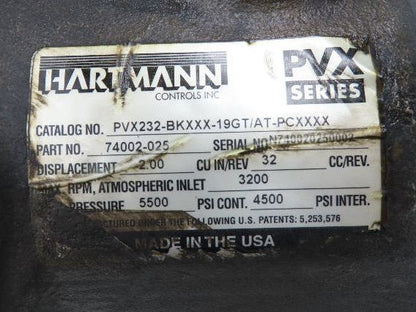 HARTMANN
CONTROLS INC
PVX
SERIES
CATALOG NO. PVX232-BKXXX-19GT/AT-PCXXXX
PART NO. 74002-025 SERIAL NO.
DISPLACEMENT 2.00 CU IN/REV 32 CC/REV.
RPM, ATMOSPHERIC INLET 3200
PRESSURE 5500 PSI CONT. 4500 PSI INTER.
UNDER THE FOLLOWING U.S. PATENTS: 5,253,576
MADE IN THE USA